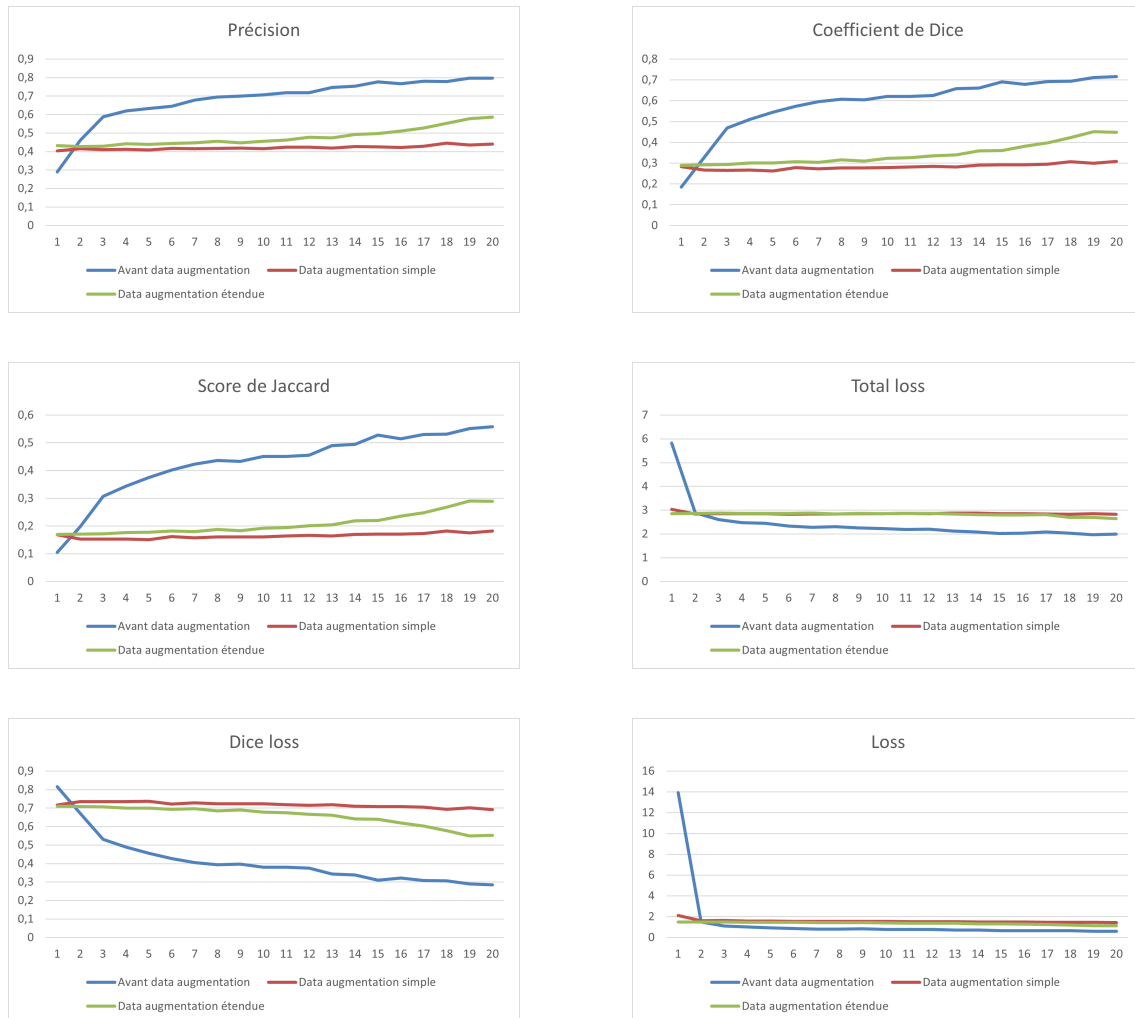 Précision
0,9
0,8
0,7
0,6
0,5
0,4
0,3
0,2
0,1
0
1 2 3 4 5 6 7 8 9 10 11 12 13 14 15 16 17 18 19 20
Avant data augmentation Data augmentation simple
Data augmentation étendue
Coefficient de Dice
0,8
0,7
0,6
0,5
0,4
0,3
0,2
0,1
0
1 2 3 4 5 6 7 8 9 10 11 12 13 14 15 16 17 18 19 20
Avant data augmentation Data augmentation simple
Data augmentation étendue
Score de Jaccard
0,6
0,5
0,4
0,3
0,2
0,1
0
1 2 3 4 5 6 7 8 9 10 11 12 13 14 15 16 17 18 19 20
Avant data augmentation Data augmentation simple
Data augmentation étendue
Total loss
7
6
5
4
3
2
1
0
1 2 3 4 5 6 7 8 9 10 11 12 13 14 15 16 17 18 19 20
Avant data augmentation Data augmentation simple
Data augmentation étendue
Dice loss
0,9
0,8
0,7
0,6
0,5
0,4
0,3
0,2
0,1
0
1 2 3 4 5 6 7 8 9 10 11 12 13 14 15 16 17 18 19 20
Avant data augmentation Data augmentation simple
Data augmentation étendue
Loss
16
14
12
10
8
6
4
2
0
1 2 3 4 5 6 7 8 9 10 11 12 13 14 15 16 17 18 19 20
Avant data augmentation Data augmentation simple
Data augmentation étendue